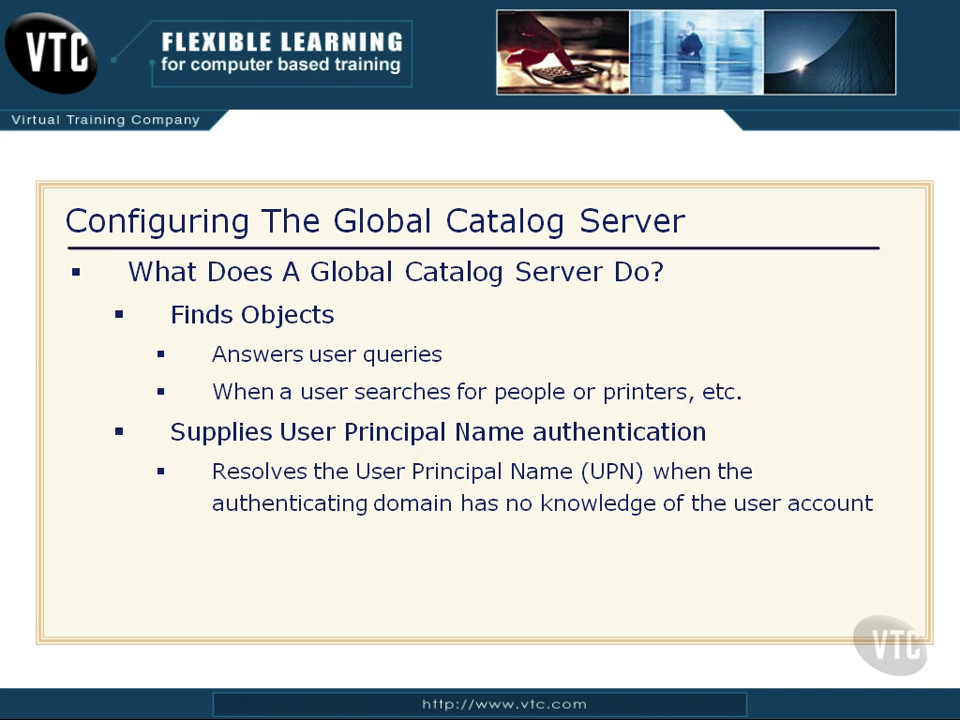 VTC
FLEXIBLE LEARNING
for computer based training
Virtual Training Company
Configuring The Global Catalog Server
▪ What Does A Global Catalog Server Do?
▪ Finds Objects
▪ Answers user queries
▪ When a user searches for people or printers, etc.
▪ Supplies User Principal Name authentication
▪ Resolves the User Principal Name (UPN) when the
authenticating domain has no knowledge of the user account
VTC
http://www.vtc.com